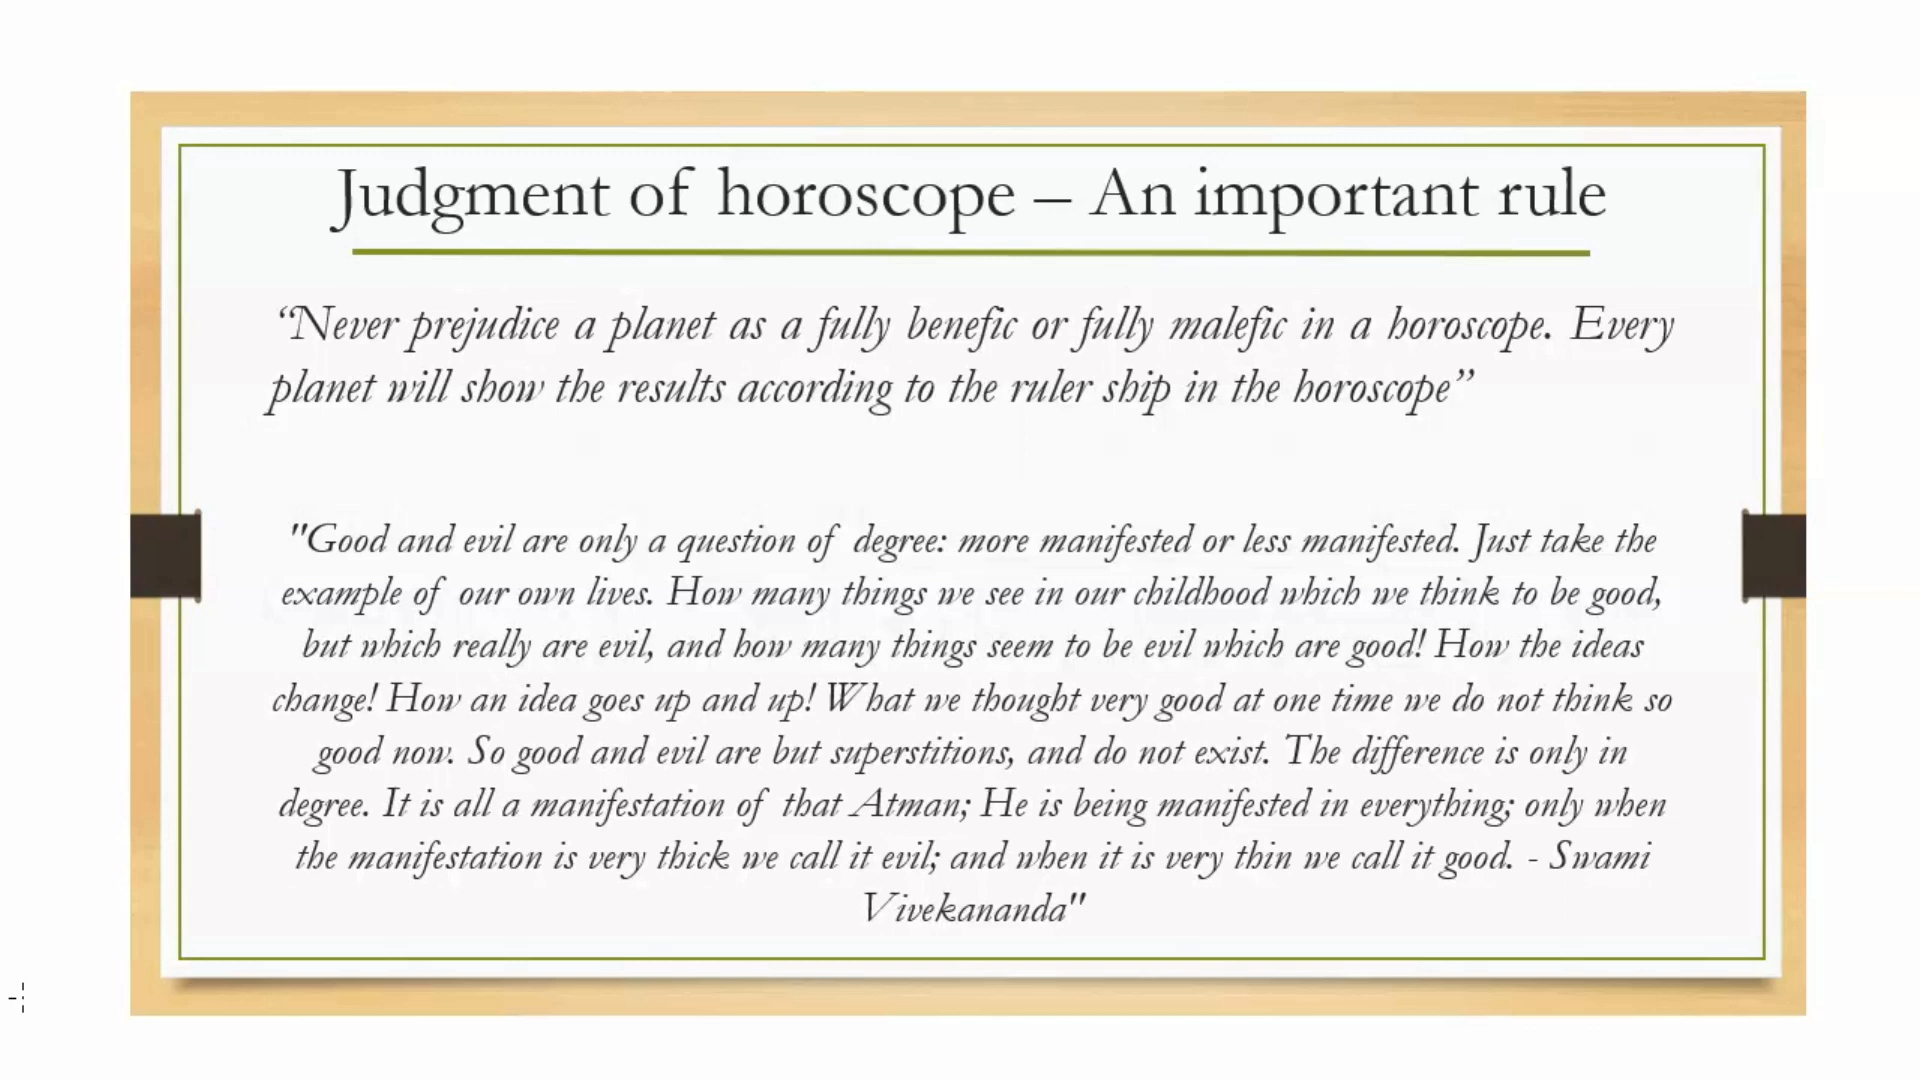 Judgment of horoscope – An important rule
“Never prejudice a planet as a fully benefic or fully malefic in a horoscope. Every
planet will show the results according to the ruler ship in the horoscope”
"Good and evil are only a question of degree: more manifested or less manifested. Just take the
example of our own lives. How many things we see in our childhood which we think to be good,
but which really are evil, and how many things seem to be evil which are good! How the ideas
change! How an idea goes up and up! What we thought very good at one time we do not think so
good now. So good and evil are but superstitions, and do not exist. The difference is only in
degree. It is all a manifestation of that Atman; He is being manifested in everything; only when
the manifestation is very thick we call it evil; and when it is very thin we call it good. - Swami
Vivekananda"